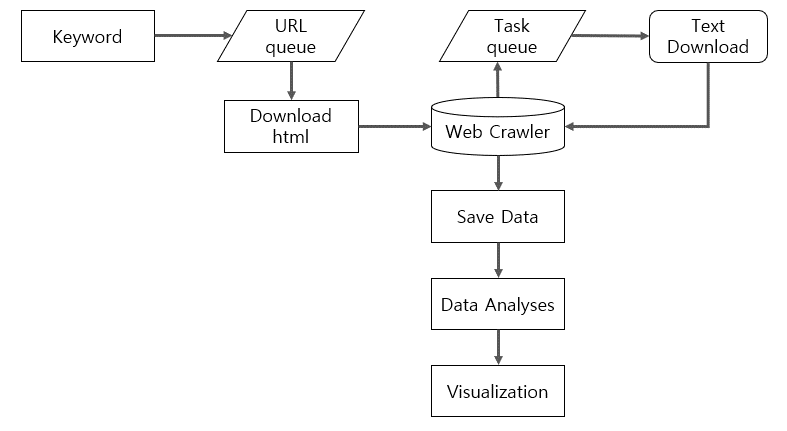 Keyword
URL
queue
Task
queue
Text
Download
Download
html
Web Crawler
Save Data
Data Analyses
Visualization